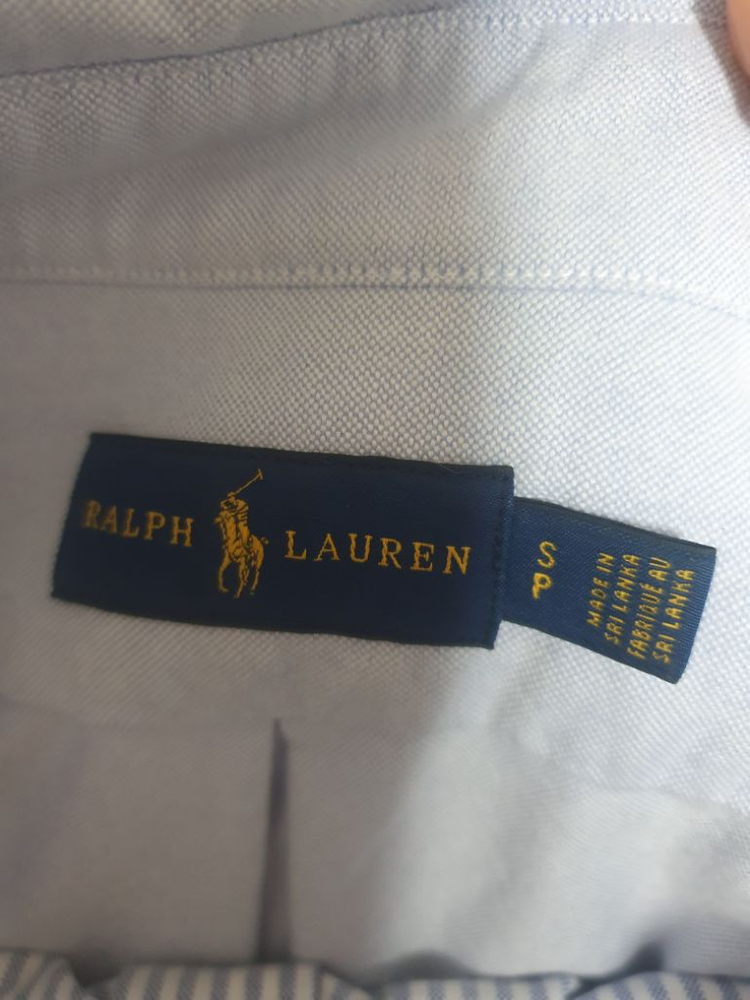 RALPH LAUREN
S
P
MADE IN
SRI LANKA
FABRIQUÉ AU
SRI LANKA